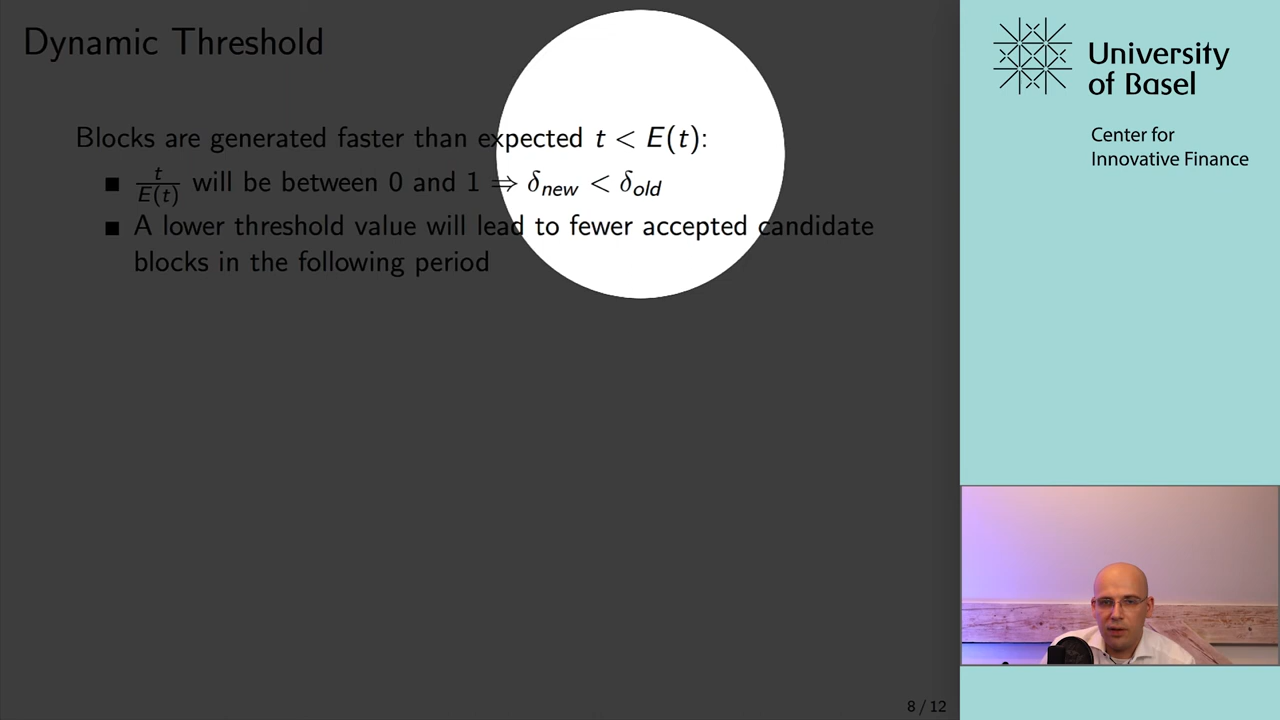 Dynamic Threshold
Blocks are generated faster than expected t < E(t):
■ t/E(t) will be between 0 and 1 ⇒ δnew < δold
■ A lower threshold value will lead to fewer accepted candidate
blocks in the following period
8 / 12
University
of Basel
Center for
Innovative Finance